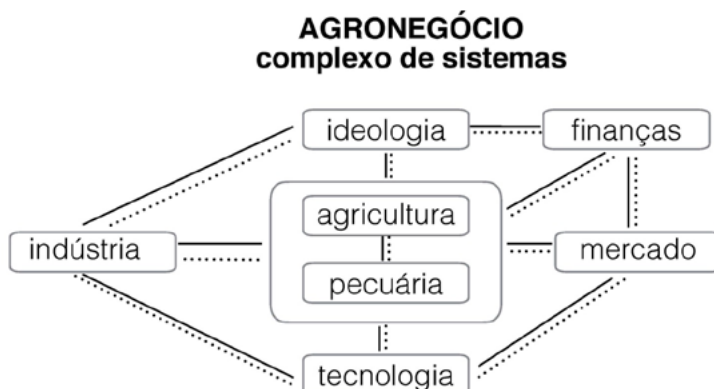 AGRONEGÓCIO
complexo de sistemas
ideologia
finanças
agricultura
indústria
mercado
pecuária
tecnologia